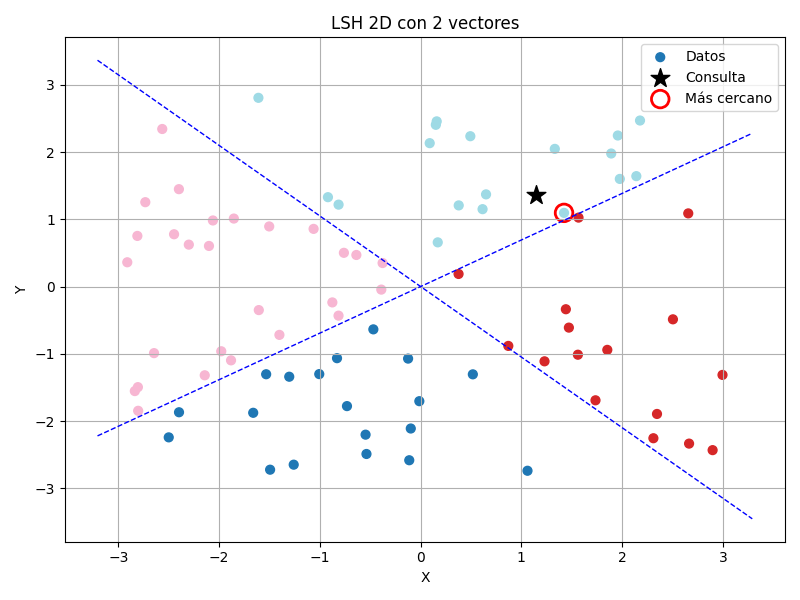 LSH 2D con 2 vectores
Datos
Consulta
Más cercano
3
2
1
0
−1
−2
−3
Y
−3 −2 −1 0 1 2 3
X